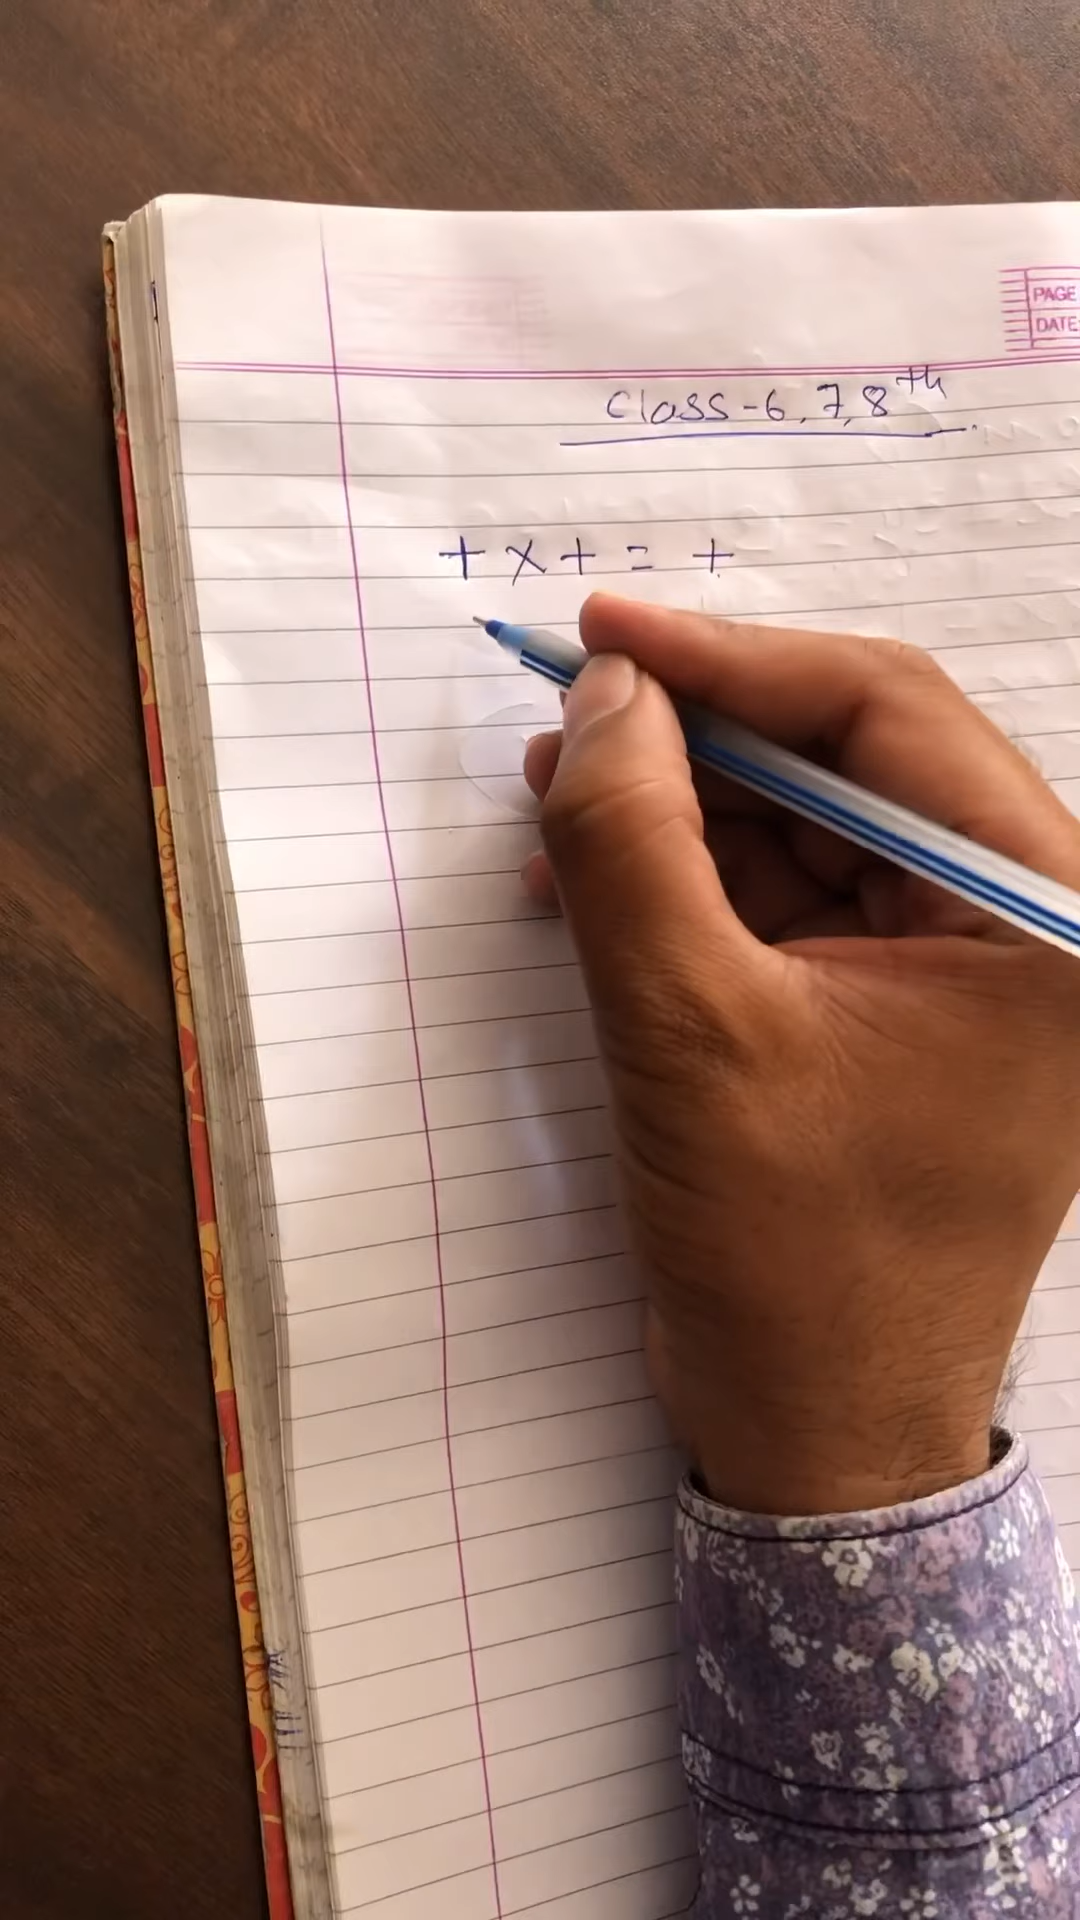 PAGE
DATE:
Class-6,7,8th
+ x + = +